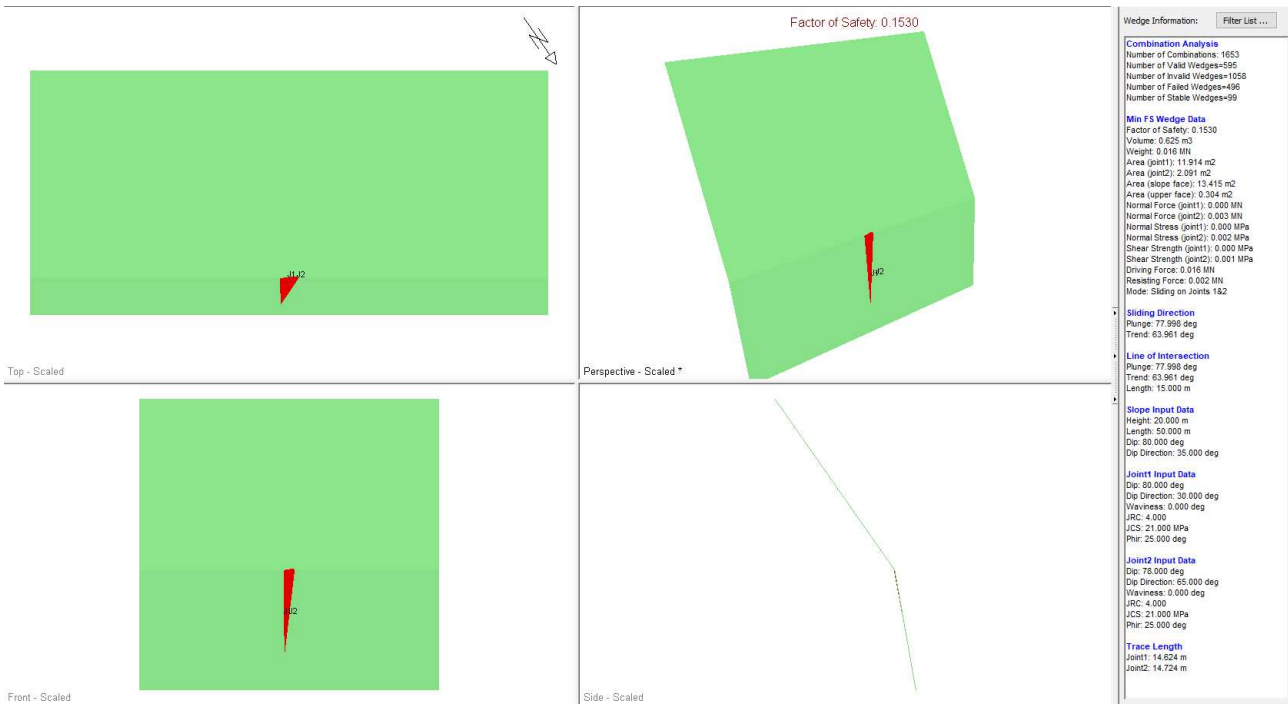 Top - Scaled
J1J2
Factor of Safety: 0.1530
Perspective - Scaled *
Front - Scaled
Side - Scaled
Wedge Information:
Filter List ...
Combination Analysis
Number of Combinations: 1653
Number of Valid Wedges=595
Number of Invalid Wedges=1058
Number of Failed Wedges=496
Number of Stable Wedges=99
Min FS Wedge Data
Factor of Safety: 0.1530
Volume: 0.625 m3
Weight: 0.016 MN
Area (joint1): 11.914 m2
Area (joint2): 2.091 m2
Area (slope face): 13.415 m2
Area (upper face): 0.304 m2
Normal Force (joint1): 0.000 MN
Normal Force (joint2): 0.003 MN
Normal Stress (joint1): 0.000 MPa
Normal Stress (joint2): 0.002 MPa
Shear Strength (joint1): 0.000 MPa
Shear Strength (joint2): 0.001 MPa
Driving Force: 0.016 MN
Resisting Force: 0.002 MN
Mode: Sliding on Joints 1&2
Sliding Direction
Plunge: 77.998 deg
Trend: 63.961 deg
Line of Intersection
Plunge: 77.998 deg
Trend: 63.961 deg
Length: 15.000 m
Slope Input Data
Height: 20.000 m
Length: 50.000 m
Dip: 80.000 deg
Dip Direction: 35.000 deg
Joint1 Input Data
Dip: 80.000 deg
Dip Direction: 30.000 deg
Waviness: 0.000 deg
JRC: 4.000
JCS: 21.000 MPa
Phir: 25.000 deg
Joint2 Input Data
Dip: 78.000 deg
Dip Direction: 65.000 deg
Waviness: 0.000 deg
JRC: 4.000
JCS: 21.000 MPa
Phir: 25.000 deg
Trace Length
Joint1: 14.624 m
Joint2: 14.724 m